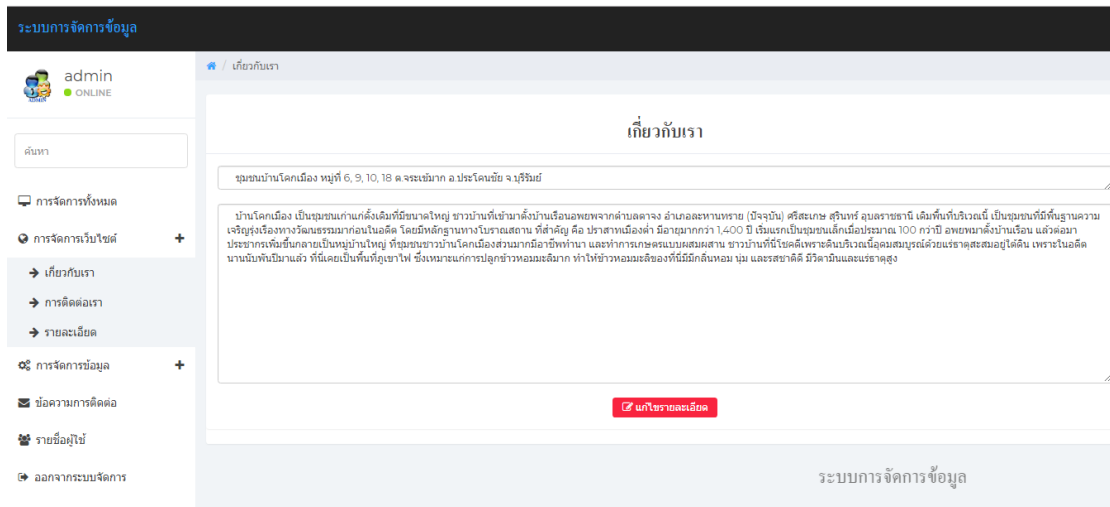 ระบบการจัดการข้อมูล
admin
ONLINE
ค้นหา
การจัดการทั้งหมด
การจัดการเว็บไซต์
เกี่ยวกับเรา
การติดต่อเรา
รายละเอียด
การจัดการข้อมูล
ข้อความการติดต่อ
รายชื่อผู้ใช้
ออกจากระบบจัดการ
/ เกี่ยวกับเรา
เกี่ยวกับเรา
ชุมชนบ้านโคกเมือง หมู่ที่ 6, 9, 10, 18 ต.จระเข้มาก อ.ประโคนชัย จ.บุรีรัมย์
บ้านโคกเมือง เป็นชุมชนเก่าแก่ดั้งเดิมที่มีขนาดใหญ่ ชาวบ้านที่เข้ามาตั้งบ้านเรือนอพยพจากตำบลตาจง อำเภอละหานทราย (ปัจจุบัน) ศรีสะเกษ สุรินทร์ อุบลราชธานี เดิมพื้นที่บริเวณนี้ เป็นชุมชนที่มีพื้นฐานความ
เจริญรุ่งเรืองทางวัฒนธรรมมาก่อนในอดีต โดยมีหลักฐานทางโบราณสถาน ที่สำคัญ คือ ปราสาทเมืองต่ำ มีอายุมากกว่า 1,400 ปี เริ่มแรกเป็นชุมชนเล็กเมื่อประมาณ 100 กว่าปี อพยพมาตั้งบ้านเรือน แล้วต่อมา
ประชากรเพิ่มขึ้นกลายเป็นหมู่บ้านใหญ่ ที่ชุมชนชาวบ้านโคกเมืองส่วนมากมีอาชีพทำนา และทำการเกษตรแบบผสมผสาน ชาวบ้านที่นี่โชคดีเพราะดินบริเวณนี้อุดมสมบูรณ์ด้วยแร่ธาตุสะสมอยู่ใต้ดิน เพราะในอดีต
นานนับพันปีมาแล้ว ที่นี่เคยเป็นพื้นที่ภูเขาไฟ ซึ่งเหมาะแก่การปลูกข้าวหอมมะลิมาก ทำให้ข้าวหอมมะลิของที่นี่มีมีกลิ่นหอม นุ่ม และรสชาติดี มีวิตามินและแร่ธาตุสูง
แก้ไขรายละเอียด
ระบบการจัดการข้อมูล